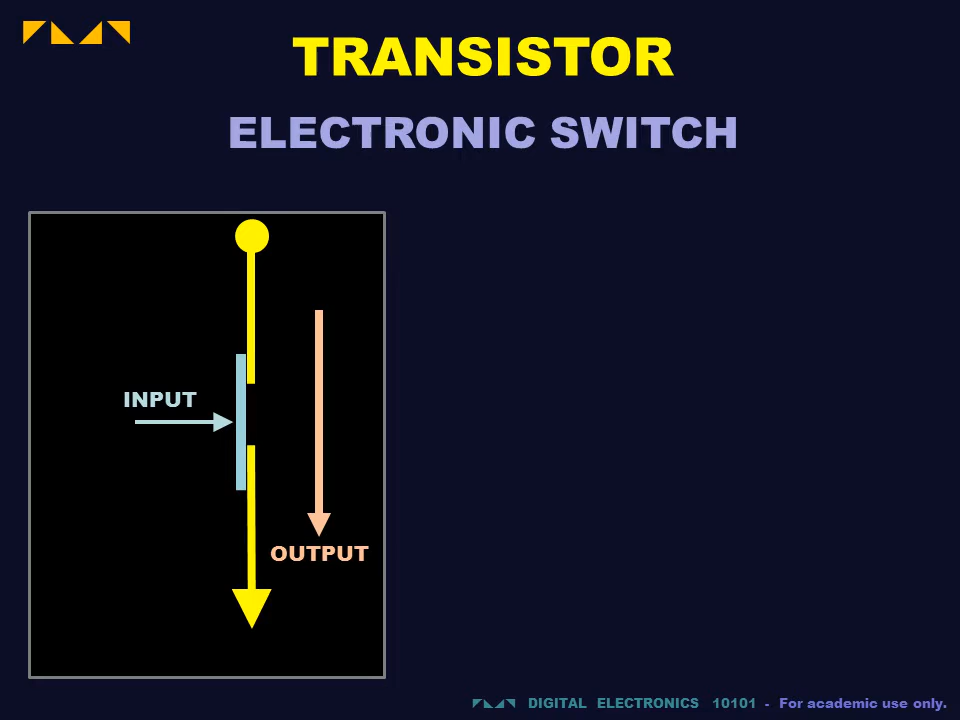 TRANSISTOR
ELECTRONIC SWITCH
INPUT
OUTPUT
DIGITAL ELECTRONICS 10101 - For academic use only.